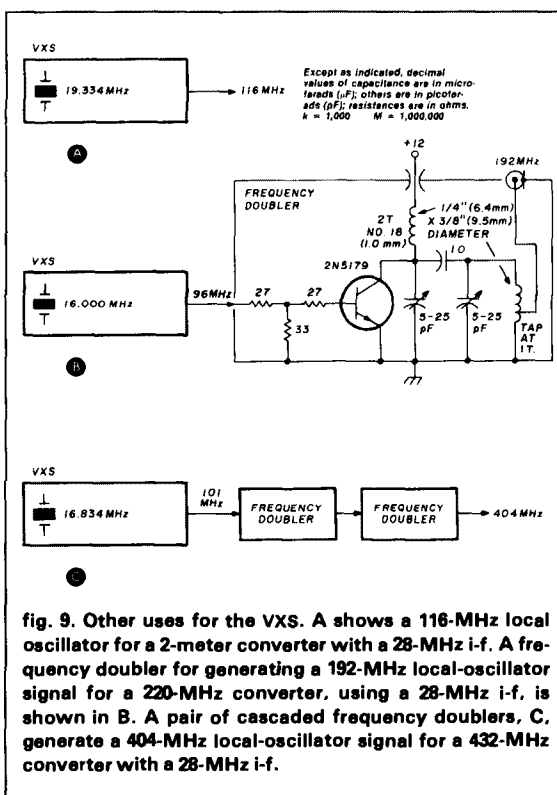 VXS
19.334 MHz
116 MHz
A
Except as indicated, decimal
values of capacitance are in micro-
farads (µF); others are in picofar-
ads (pF); resistances are in ohms.
k = 1,000 M = 1,000,000
+12
192MHz
FREQUENCY
DOUBLER
2T
NO. 18
(1.0 mm)
1/4" (6.4mm)
X 3/8" (9.5mm)
DIAMETER
10
2N5179
VXS
16.000 MHz
96MHz
27
27
33
5-25
pF
5-25
pF
TAP
AT
1T.
B
VXS
16.834 MHz
101
MHz
FREQUENCY
DOUBLER
FREQUENCY
DOUBLER
404MHz
C
fig. 9. Other uses for the VXS. A shows a 116-MHz local
oscillator for a 2-meter converter with a 28-MHz i-f. A fre-
quency doubler for generating a 192-MHz local-oscillator
signal for a 220-MHz converter, using a 28-MHz i-f, is
shown in B. A pair of cascaded frequency doublers, C,
generate a 404-MHz local-oscillator signal for a 432-MHz
converter with a 28-MHz i-f.